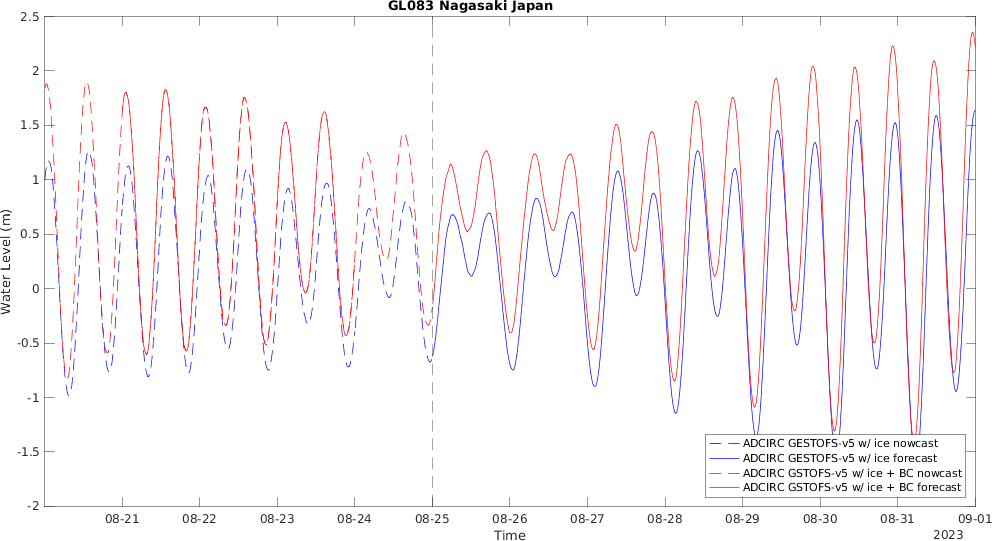 GL083 Nagasaki Japan
Water Level (m)
2.5
2
1.5
1
0.5
0
-0.5
-1
-1.5
-2
ADCIRC GESTOFS-v5 w/ ice nowcast
ADCIRC GESTOFS-v5 w/ ice forecast
ADCIRC GSTOFS-v5 w/ ice + BC nowcast
ADCIRC GSTOFS-v5 w/ ice + BC forecast
08-21 08-22 08-23 08-24 08-25 08-26 08-27 08-28 08-29 08-30 08-31 09-01
Time
2023